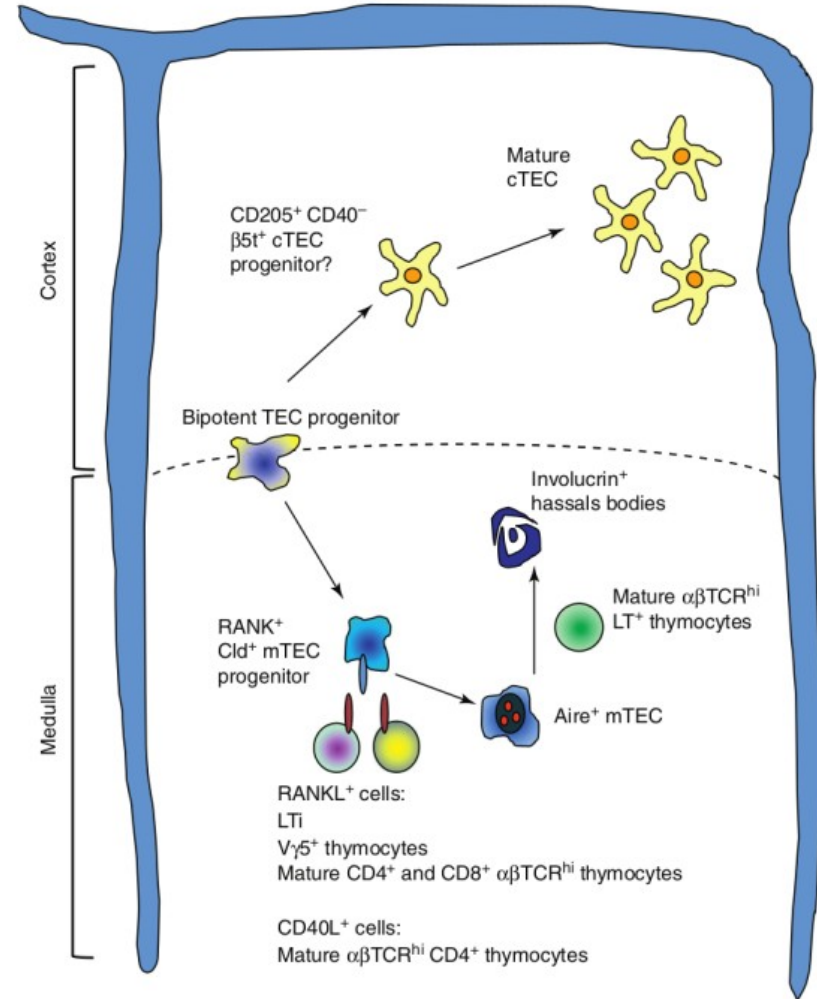 Cortex
Mature
cTEC
CD205⁺ CD40⁻
β5t⁺ cTEC
progenitor?
Bipotent TEC progenitor
Medulla
Involucrin⁺
hassals bodies
Mature αβTCRʰⁱ
LT⁺ thymocytes
RANK⁺
Cld⁺ mTEC
progenitor
Aire⁺ mTEC
RANKL⁺ cells:
LTi
Vγ5⁺ thymocytes
Mature CD4⁺ and CD8⁺ αβTCRʰⁱ thymocytes
CD40L⁺ cells:
Mature αβTCRʰⁱ CD4⁺ thymocytes